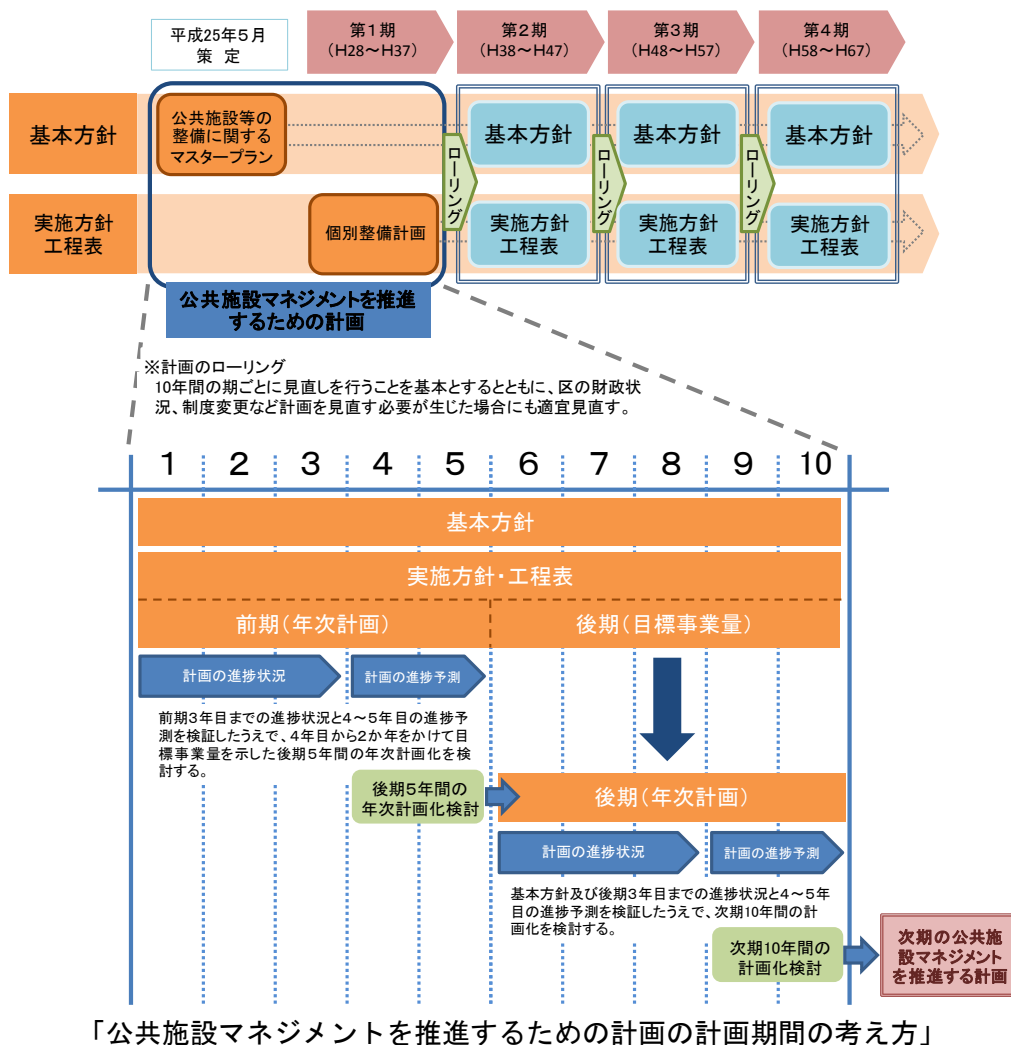 平成25年5月
策 定
第1期
(H28～H37)
第2期
(H38～H47)
第3期
(H48～H57)
第4期
(H58～H67)
基本方針
公共施設等の
整備に関する
マスタープラン
基本方針
基本方針
基本方針
ローリング
ローリング
ローリング
実施方針
工程表
個別整備計画
実施方針
工程表
実施方針
工程表
実施方針
工程表
公共施設マネジメントを推進
するための計画
※計画のローリング
10年間の期ごとに見直しを行うことを基本とするとともに、区の財政状
況、制度変更など計画を見直す必要が生じた場合にも適宜見直す。
1 2 3 4 5 6 7 8 9 10
基本方針
実施方針・工程表
前期(年次計画)
後期(目標事業量)
計画の進捗状況
計画の進捗予測
前期3年目までの進捗状況と4～5年目の進捗予
測を検証したうえで、4年目から2か年をかけて目
標事業量を示した後期5年間の年次計画化を検
討する。
後期5年間の
年次計画化検討
後期(年次計画)
計画の進捗状況
計画の進捗予測
基本方針及び後期3年目までの進捗状況と4～5年
目の進捗予測を検証したうえで、次期10年間の計
画化を検討する。
次期10年間の
計画化検討
次期の公共施
設マネジメント
を推進する計画
「公共施設マネジメントを推進するための計画の計画期間の考え方」